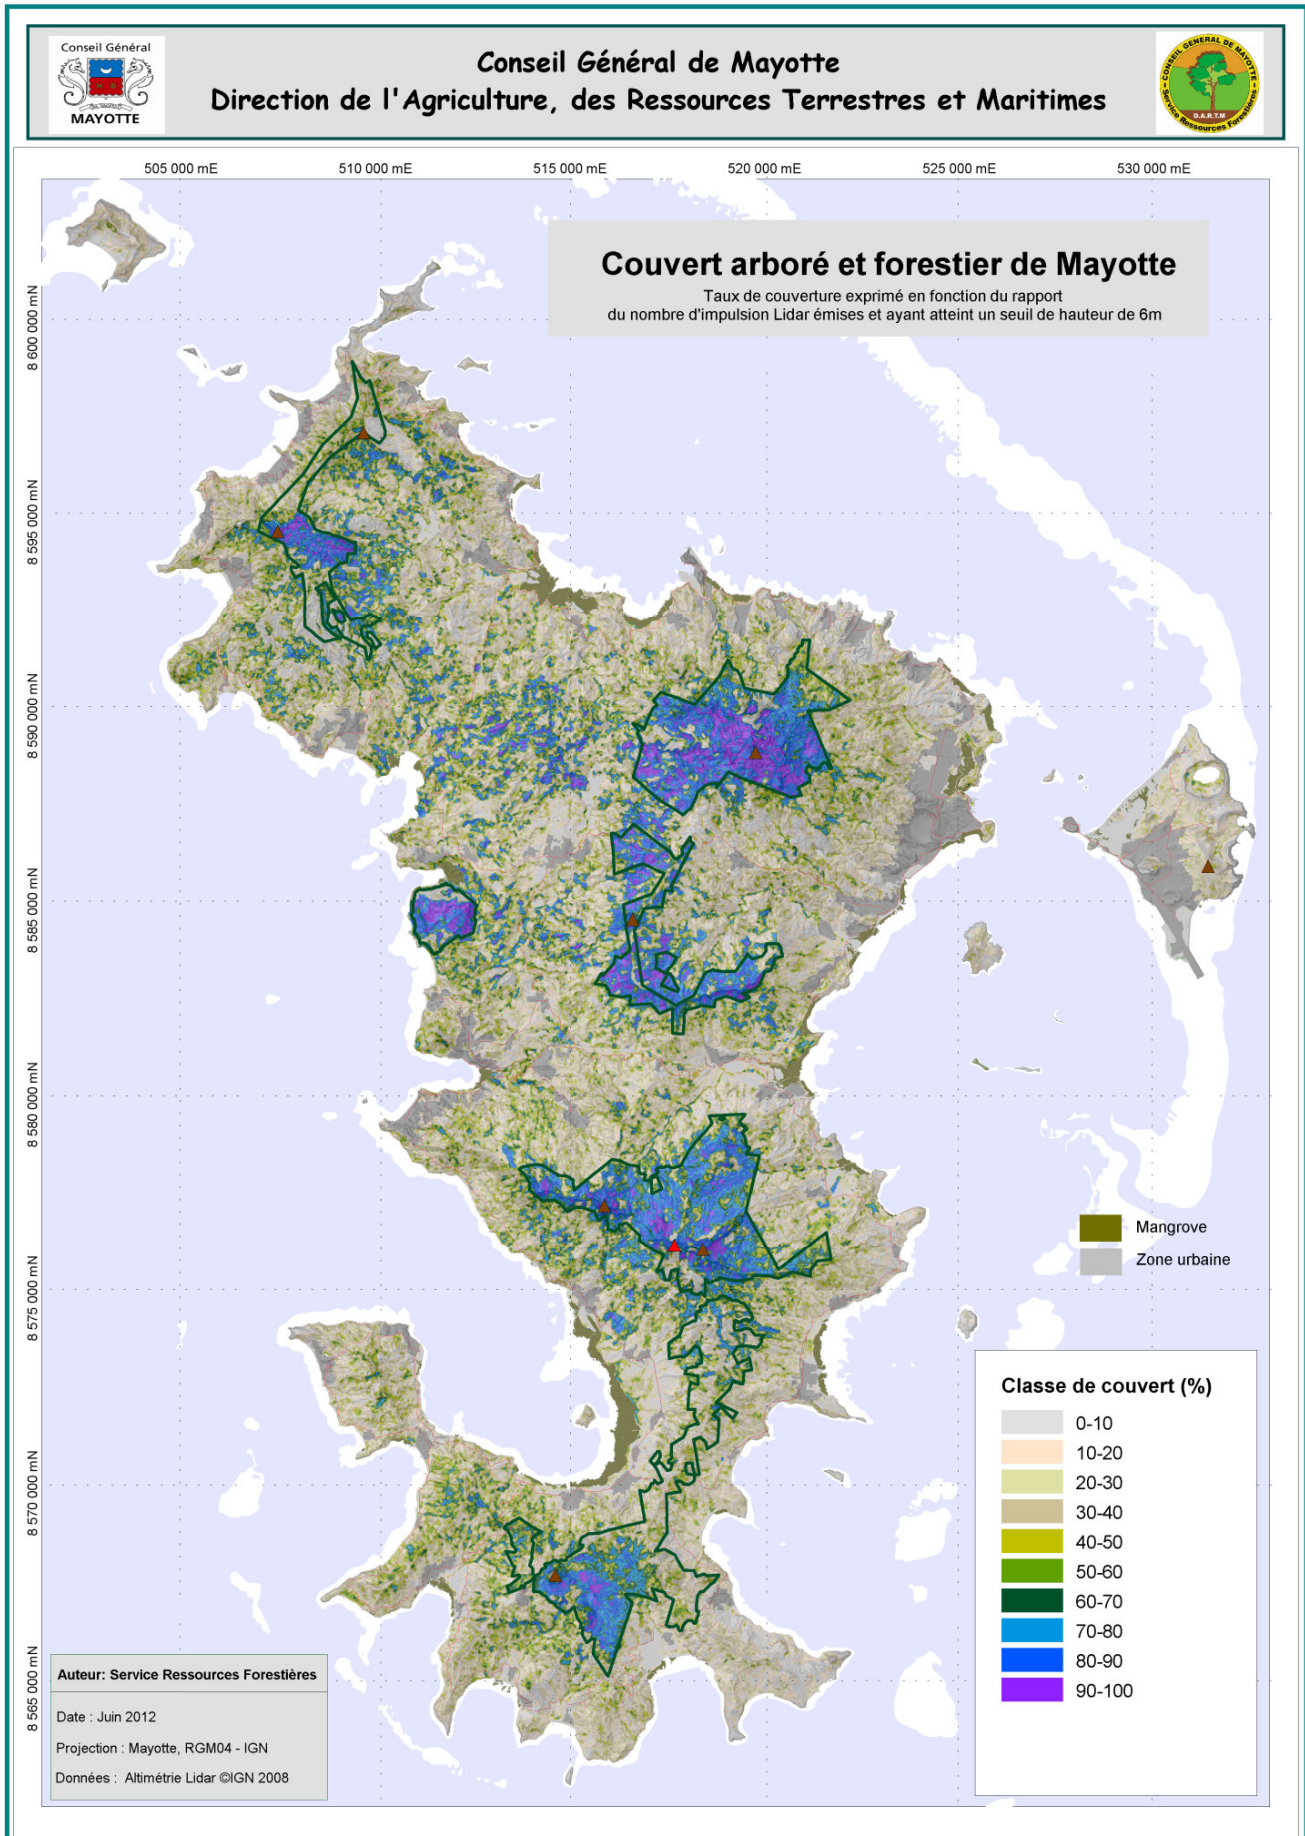 Conseil Général
MAYOTTE
Conseil Général de Mayotte
Direction de l'Agriculture, des Ressources Terrestres et Maritimes
CONSEIL GENERAL DE MAYOTTE
D.A.R.T.M
Service Ressources Forestières
505 000 mE
510 000 mE
515 000 mE
520 000 mE
525 000 mE
530 000 mE
Couvert arboré et forestier de Mayotte
Taux de couverture exprimé en fonction du rapport
du nombre d'impulsion Lidar émises et ayant atteint un seuil de hauteur de 6m
8 600 000 mN
8 595 000 mN
8 590 000 mN
8 585 000 mN
8 580 000 mN
8 575 000 mN
8 570 000 mN
8 565 000 mN
Mangrove
Zone urbaine
Classe de couvert (%)
0-10
10-20
20-30
30-40
40-50
50-60
60-70
70-80
80-90
90-100
Auteur: Service Ressources Forestières
Date : Juin 2012
Projection : Mayotte, RGM04 - IGN
Données : Altimétrie Lidar ©IGN 2008